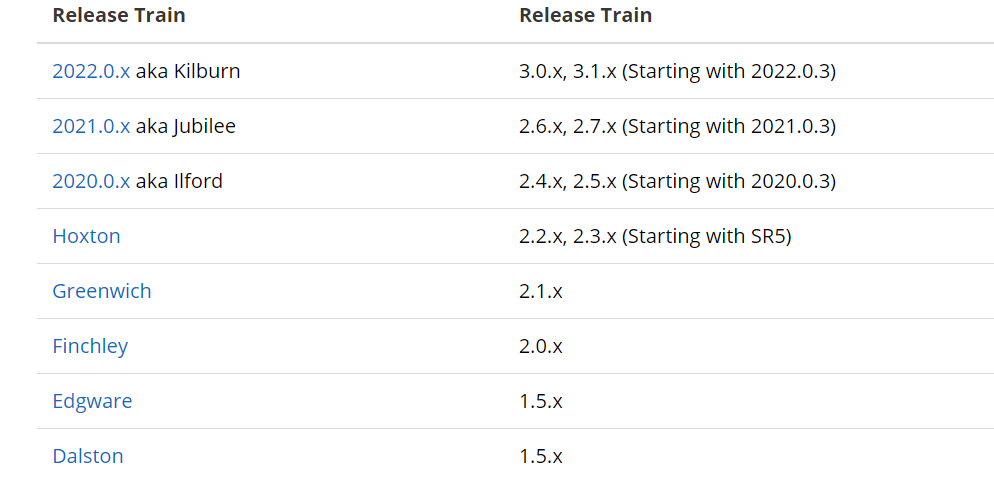 Release Train Release Train
2022.0.x aka Kilburn 3.0.x, 3.1.x (Starting with 2022.0.3)
2021.0.x aka Jubilee 2.6.x, 2.7.x (Starting with 2021.0.3)
2020.0.x aka Ilford 2.4.x, 2.5.x (Starting with 2020.0.3)
Hoxton 2.2.x, 2.3.x (Starting with SR5)
Greenwich 2.1.x
Finchley 2.0.x
Edgware 1.5.x
Dalston 1.5.x